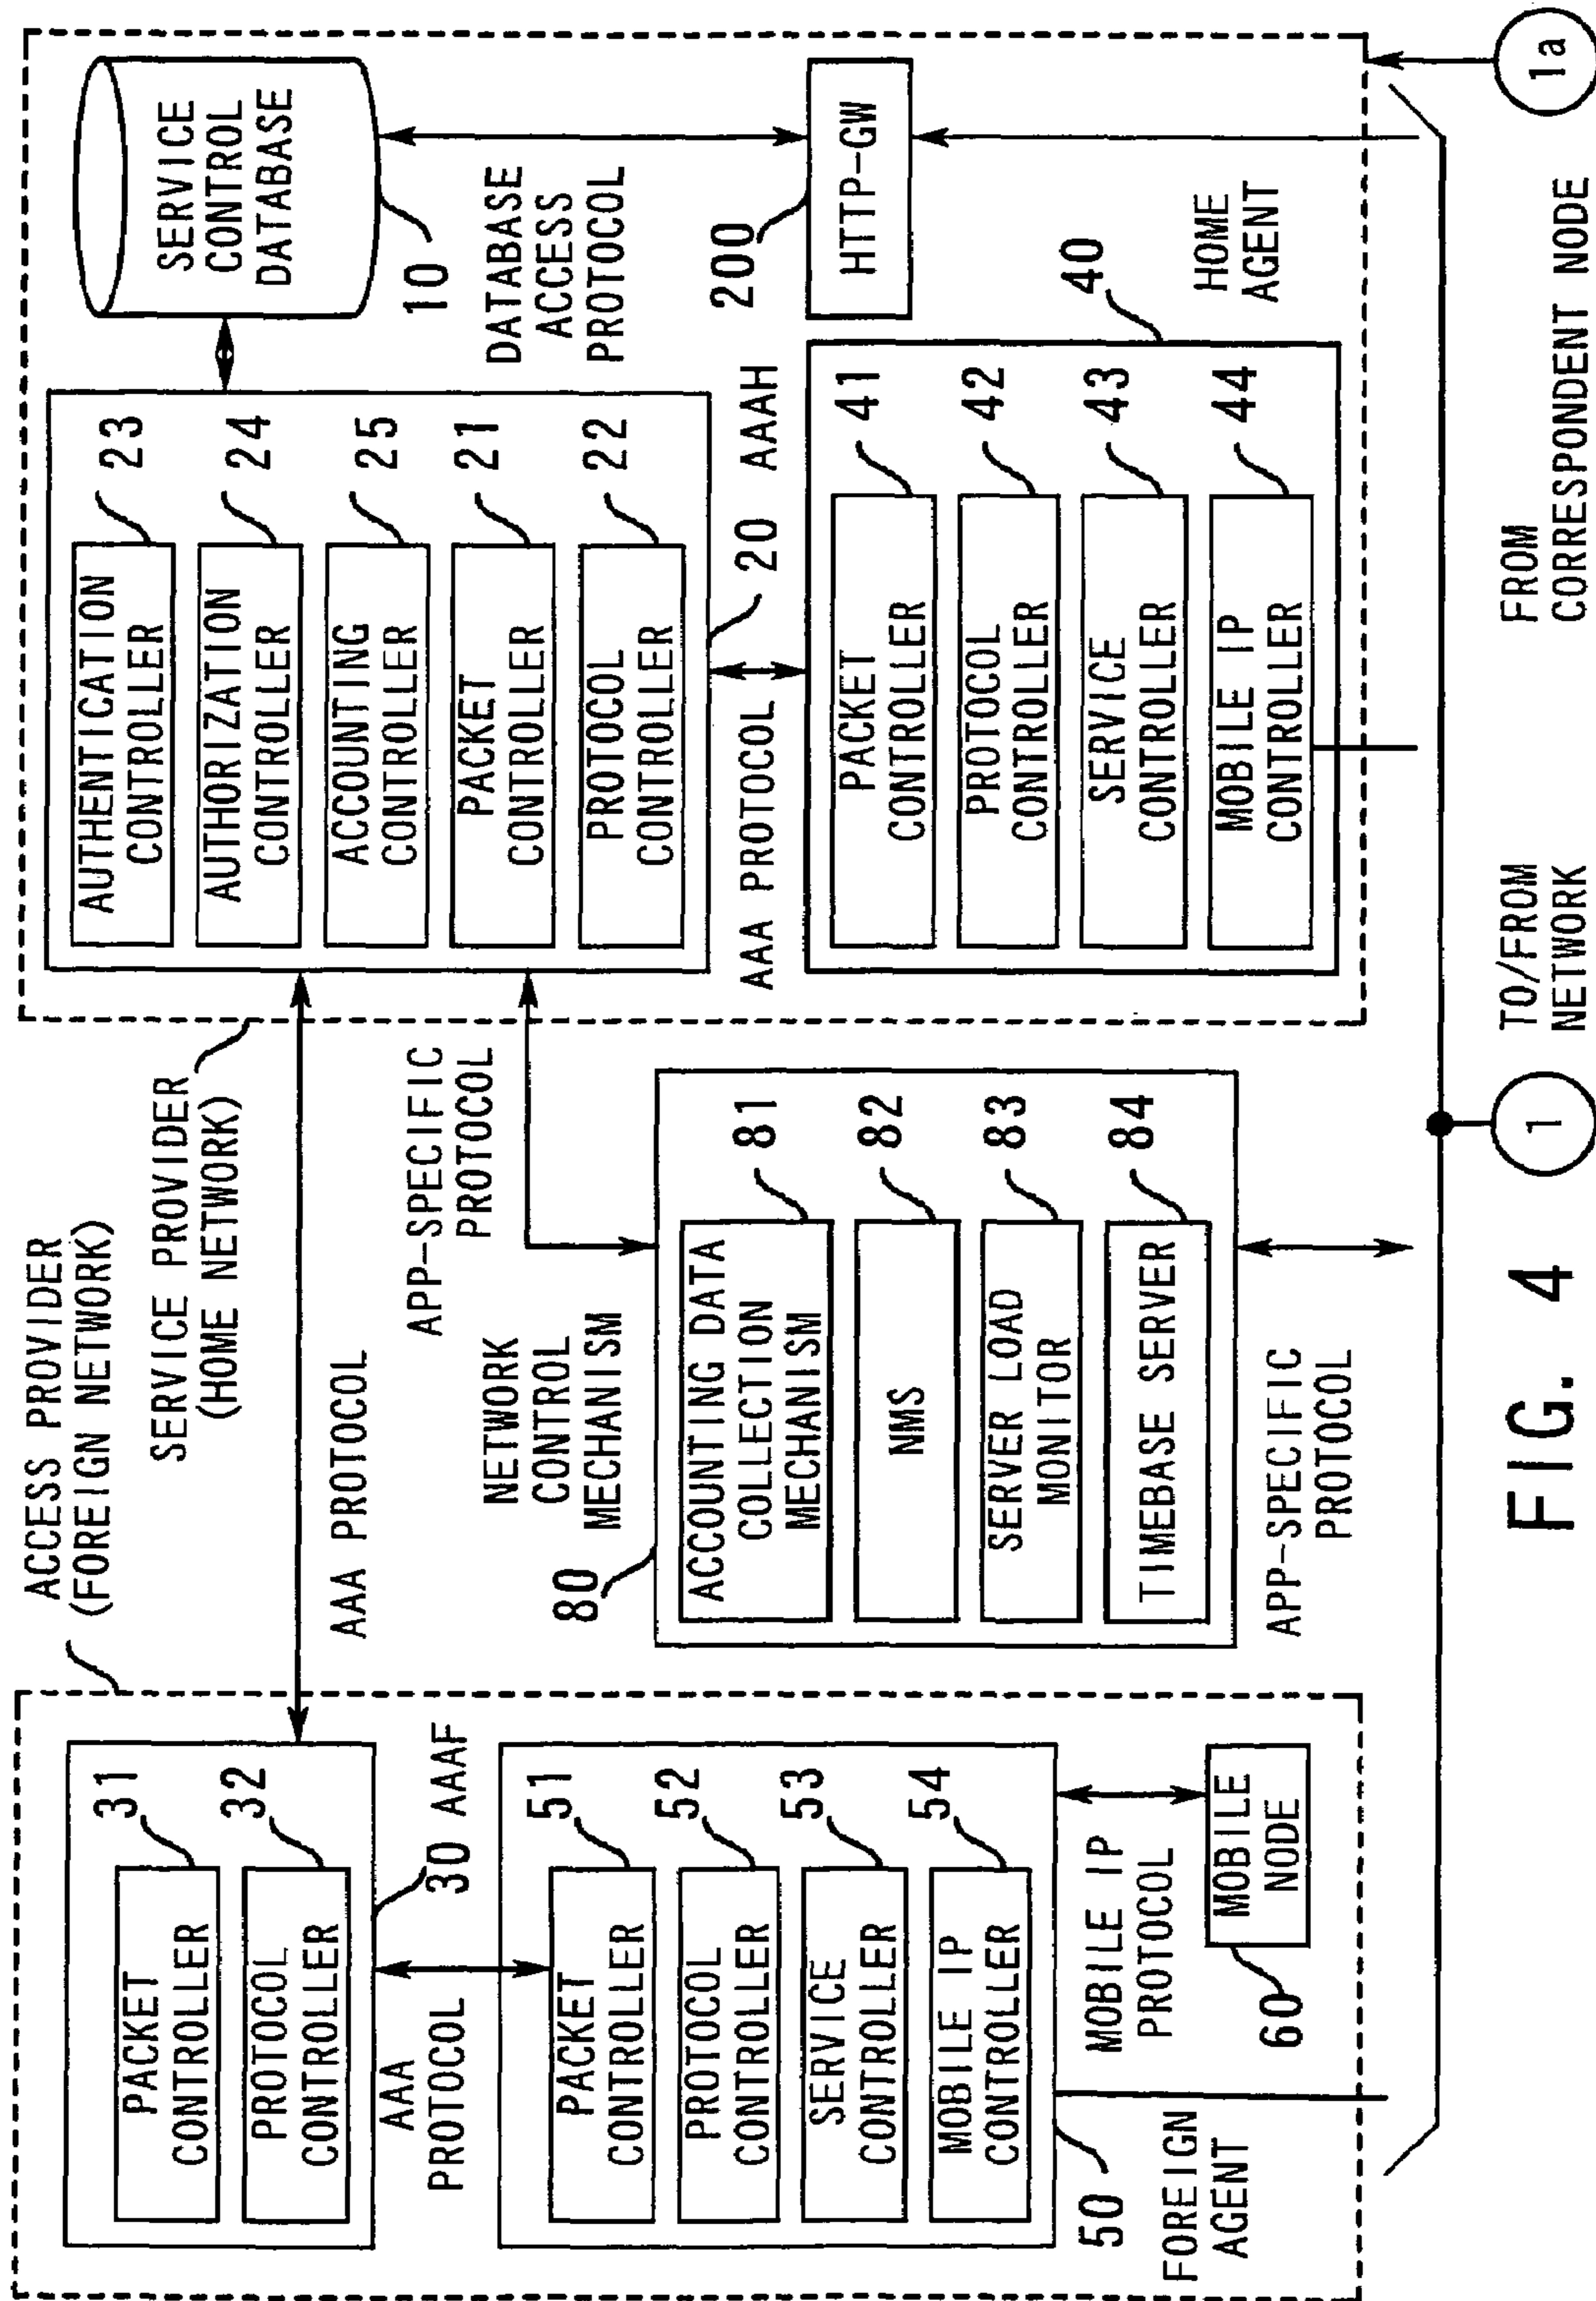 ACCESS PROVIDER
(FOREIGN NETWORK)
SERVICE PROVIDER
(HOME NETWORK)
31
PACKET
CONTROLLER
32
PROTOCOL
CONTROLLER
30 AAAF
AAA
PROTOCOL
51
PACKET
CONTROLLER
52
PROTOCOL
CONTROLLER
53
SERVICE
CONTROLLER
54
MOBILE IP
CONTROLLER
50
FOREIGN
AGENT
MOBILE IP
PROTOCOL
60
MOBILE
NODE
AAA PROTOCOL
APP-SPECIFIC
PROTOCOL
NETWORK
CONTROL
MECHANISM
80
ACCOUNTING DATA
COLLECTION
MECHANISM
81
NMS
82
SERVER LOAD
MONITOR
83
TIMEBASE SERVER
84
APP-SPECIFIC
PROTOCOL
AUTHENTICATION
CONTROLLER
23
AUTHORIZATION
CONTROLLER
24
ACCOUNTING
CONTROLLER
25
PACKET
CONTROLLER
21
PROTOCOL
CONTROLLER
22
20 AAAH
AAA PROTOCOL
SERVICE
CONTROL
DATABASE
10
DATABASE
ACCESS
PROTOCOL
200
HTTP-GW
PACKET
CONTROLLER
41
PROTOCOL
CONTROLLER
42
SERVICE
CONTROLLER
43
MOBILE IP
CONTROLLER
44
40
HOME
AGENT
1
TO/FROM
NETWORK
FROM
CORRESPONDENT NODE
1a
FIG. 4